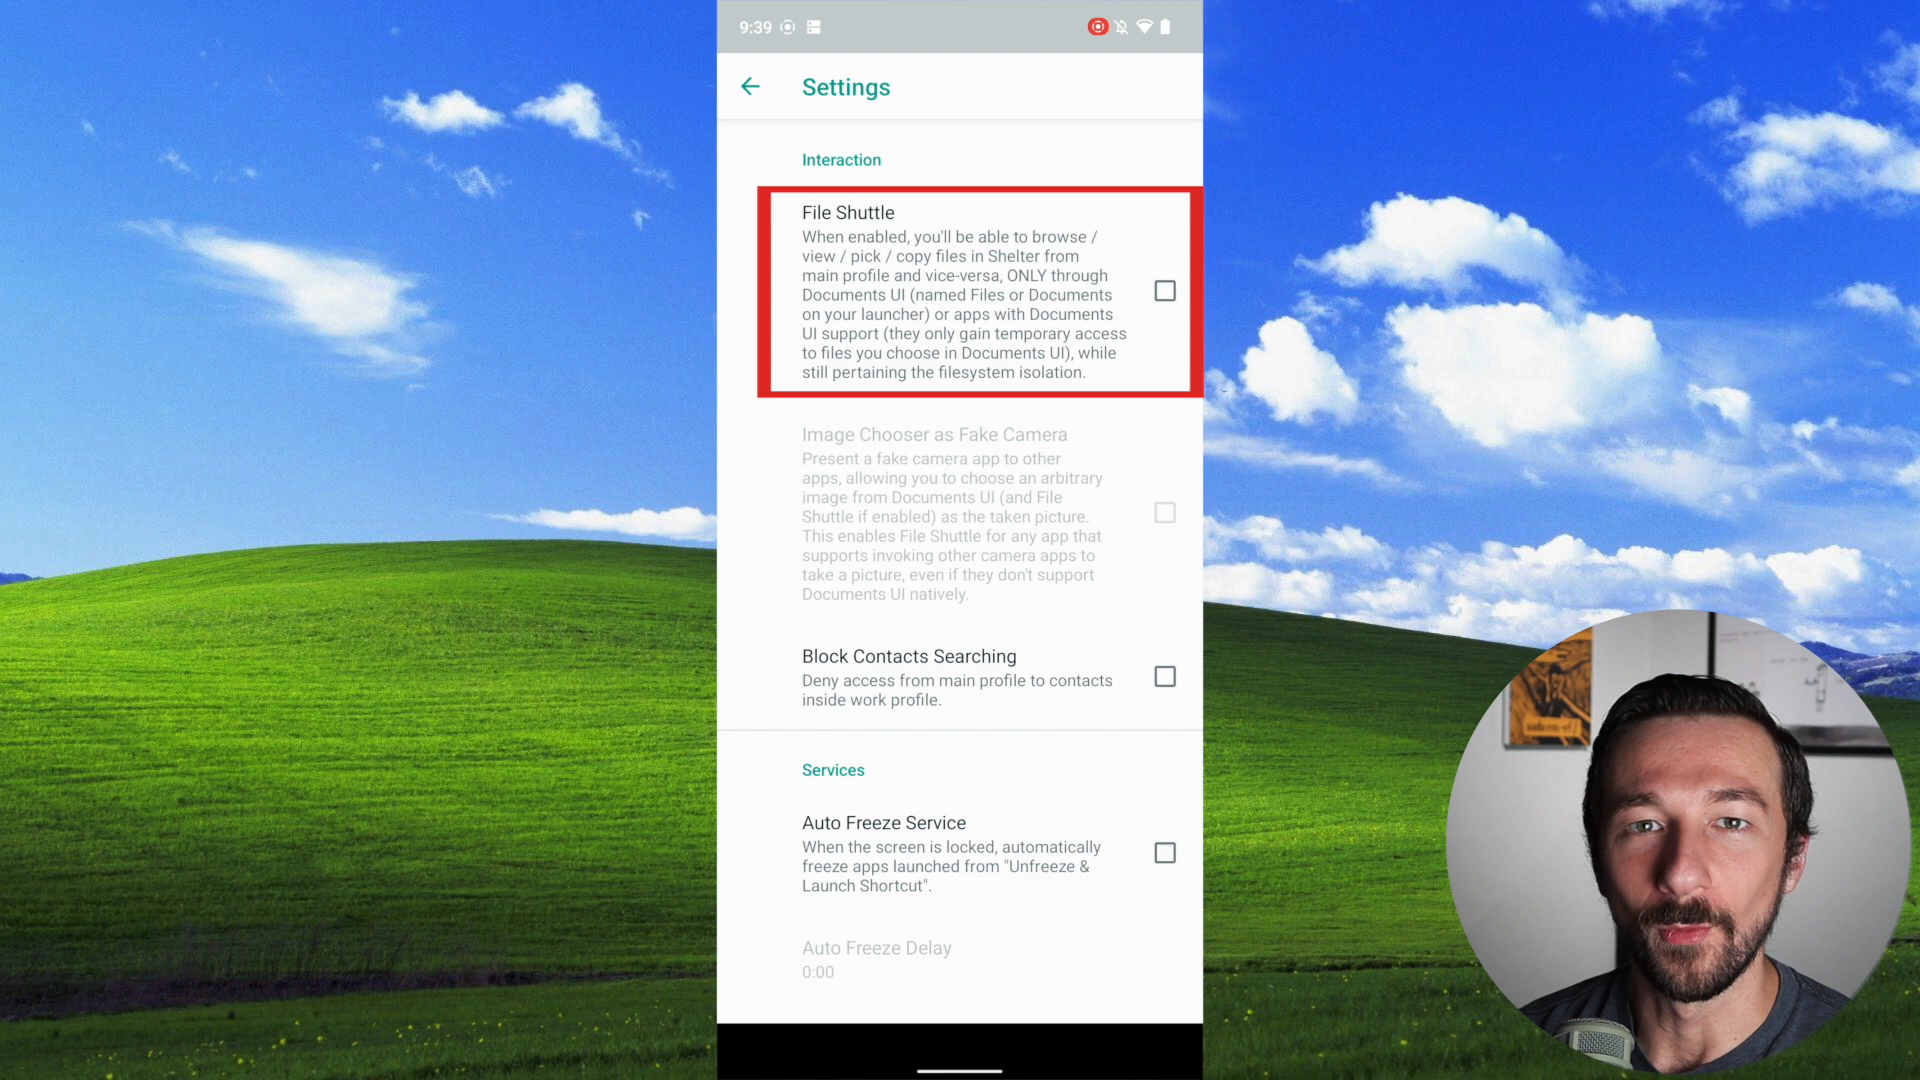 9:39
Settings
Interaction
File Shuttle
When enabled, you'll be able to browse /
view / pick / copy files in Shelter from
main profile and vice-versa, ONLY through
Documents UI (named Files or Documents
on your launcher) or apps with Documents
UI support (they only gain temporary access
to files you choose in Documents UI), while
still pertaining the filesystem isolation.
Image Chooser as Fake Camera
Present a fake camera app to other
apps, allowing you to choose an arbitrary
image from Documents UI (and File
Shuttle if enabled) as the taken picture.
This enables File Shuttle for any app that
supports invoking other camera apps to
take a picture, even if they don't support
Documents UI natively.
Block Contacts Searching
Deny access from main profile to contacts
inside work profile.
Services
Auto Freeze Service
When the screen is locked, automatically
freeze apps launched from "Unfreeze &
Launch Shortcut".
Auto Freeze Delay
0:00